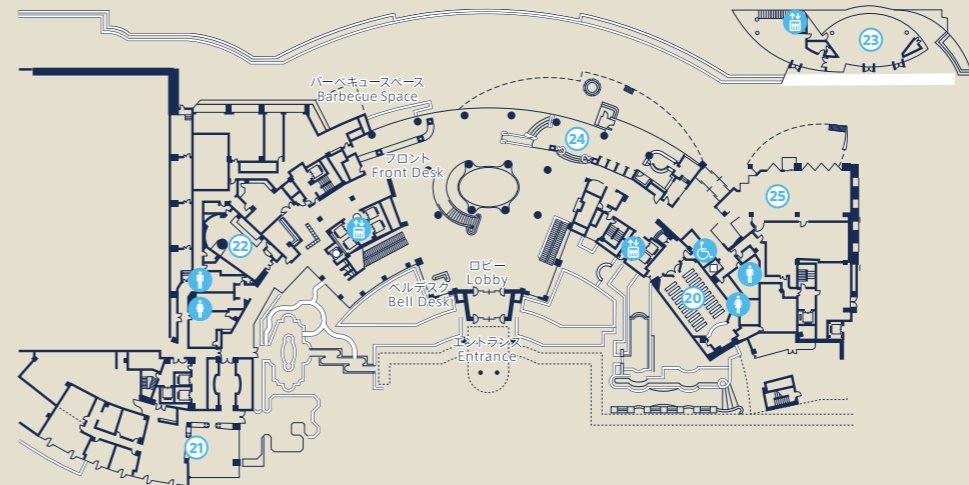 23
バーベキュースペース
Barbecue Space
24
フロント
Front Desk
25
22
ロビー
Lobby
ベルデスク
Bell Desk
20
エントランス
Entrance
21